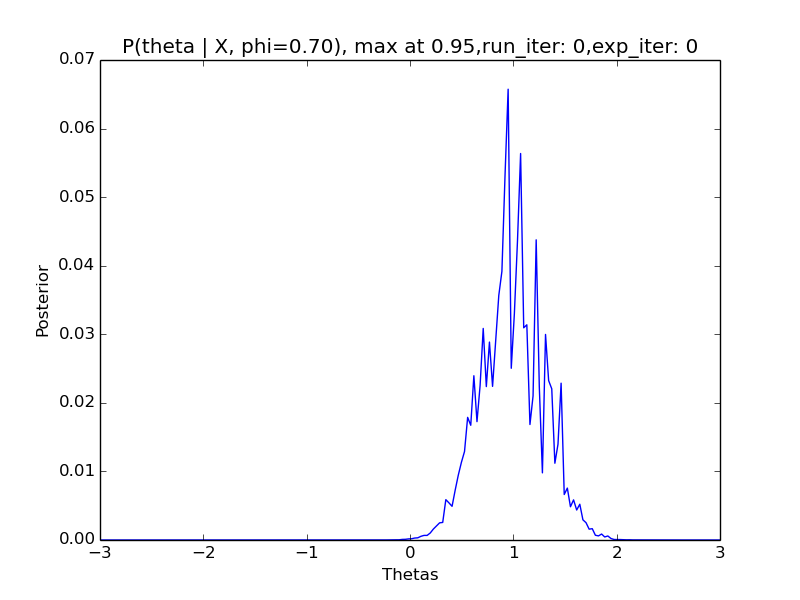 P(theta | X, phi=0.70), max at 0.95,run_iter: 0,exp_iter: 0
0.07
0.06
0.05
0.04
0.03
0.02
0.01
0.00
Posterior
−3 −2 −1 0 1 2 3
Thetas